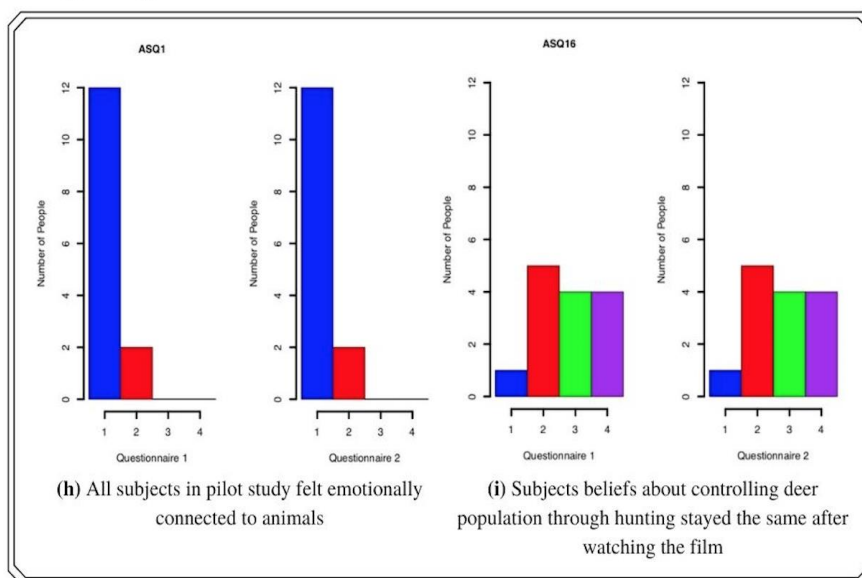 ASQ1
12
10
8
6
4
2
0
Number of People
1 2 3 4
Questionnaire 1
12
10
8
6
4
2
0
Number of People
1 2 3 4
Questionnaire 2
(h) All subjects in pilot study felt emotionally
connected to animals
ASQ16
12
10
8
6
4
2
0
Number of People
1 2 3 4
Questionnaire 1
12
10
8
6
4
2
0
Number of People
1 2 3 4
Questionnaire 2
(i) Subjects beliefs about controlling deer
population through hunting stayed the same after
watching the film